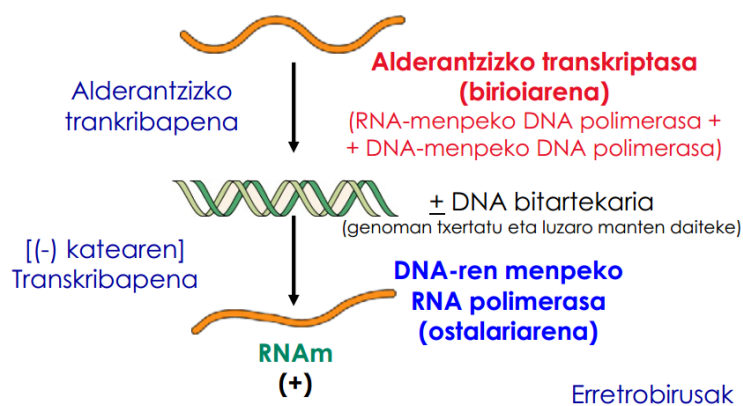 Alderantzizko
trankribapena
Alderantzizko transkriptasa
(birioiarena)
(RNA-menpeko DNA polimerasa +
+ DNA-menpeko DNA polimerasa)
± DNA bitartekaria
(genoman txertatu eta luzaro manten daiteke)
[(-) katearen]
Transkribapena
DNA-ren menpeko
RNA polimerasa
(ostalariarena)
RNAm
(+)
Erretrobirusak